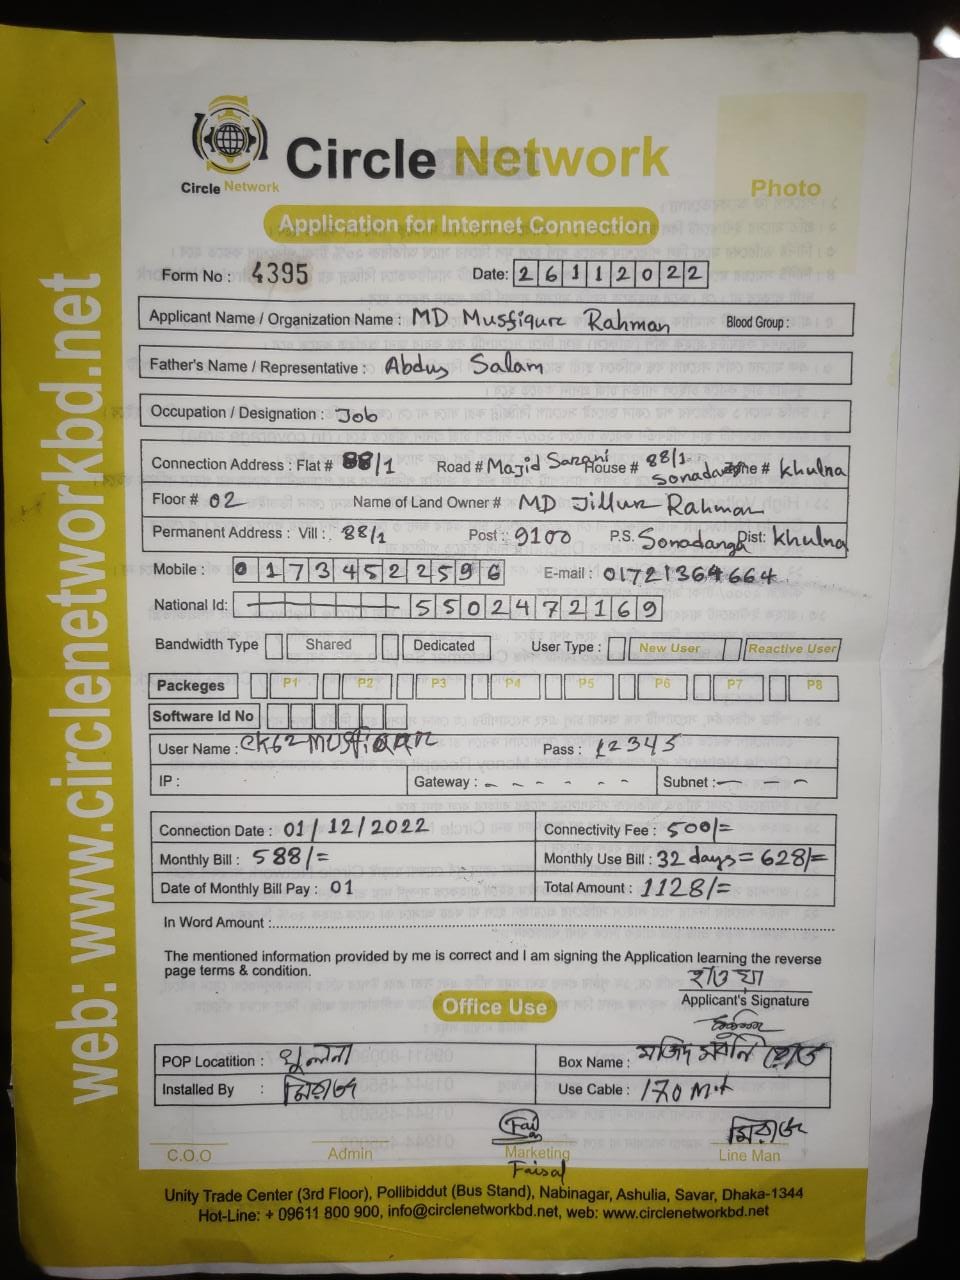 Circle Network
Circle Network
Photo
Application for Internet Connection
Form No : 4395 Date: 26112022
Applicant Name / Organization Name : MD Musfiqur Rahman Blood Group :
Father's Name / Representative : Abdus Salam
Occupation / Designation : Job
Connection Address : Flat # 88/1 Road # Majid Sarani House # 88/1 Sonadanga Zone # Khulna
Floor # 02 Name of Land Owner # MD Jillur Rahman
Permanent Address : Vill : 88/1 Post : 9100 P.S. Sonadanga Dist: Khulna
Mobile : 01734522596 E-mail : 01721364664
National Id: 5502472169
Bandwidth Type Shared Dedicated User Type : New User Reactive User
Packeges P1 P2 P3 P4 P5 P6 P7 P8
Software Id No
User Name : Pass : 12345
IP : Gateway : - - - - - - Subnet : - - -
Connection Date : 01/12/2022 Connectivity Fee : 500/=
Monthly Bill : 588/= Monthly Use Bill : 32 days = 628/=
Date of Monthly Bill Pay : 01 Total Amount : 1128/=
In Word Amount :
The mentioned information provided by me is correct and I am signing the Application learning the reverse
page terms & condition.
Applicant's Signature
Office Use
POP Locatition : খুলনা Box Name : মজিদ সরনি রোড
Installed By : মিরাজ Use Cable : 170 Mt
Fai
মিরাজ
C.O.O Admin Marketing Line Man
Faisal
Unity Trade Center (3rd Floor), Pollibiddut (Bus Stand), Nabinagar, Ashulia, Savar, Dhaka-1344
Hot-Line: + 09611 800 900, info@circlenetworkbd.net, web: www.circlenetworkbd.net
web: www.circlenetworkbd.net